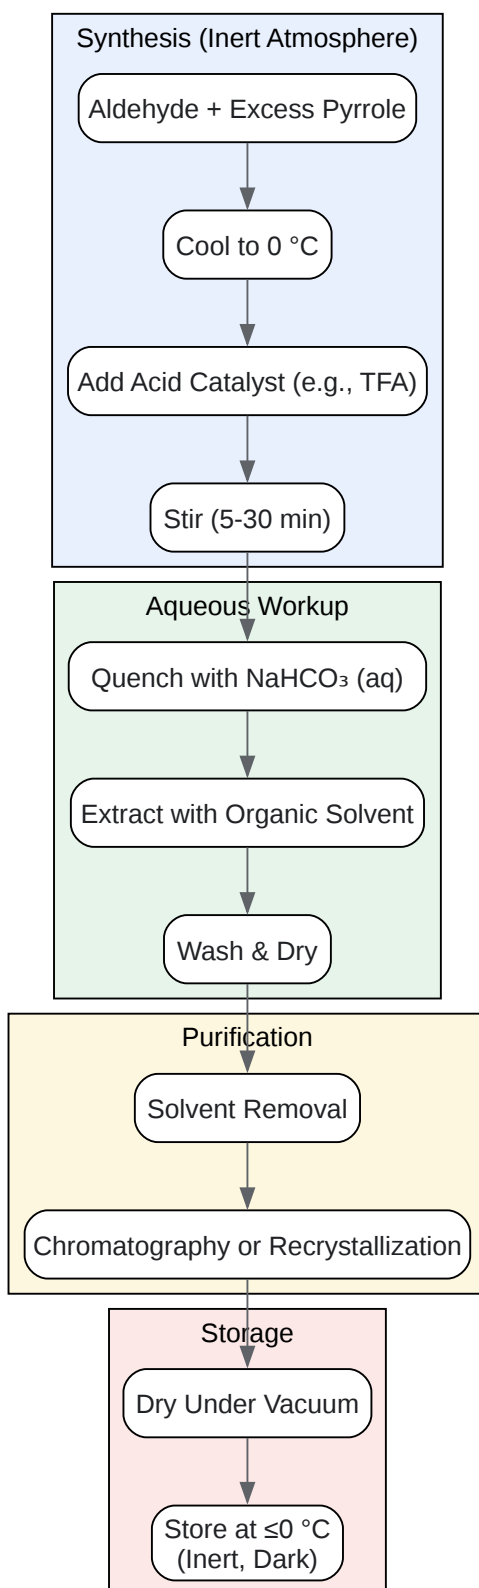 Synthesis (Inert Atmosphere)
Aldehyde + Excess Pyrrole
Cool to 0 °C
Add Acid Catalyst (e.g., TFA)
Stir (5-30 min)
Aqueous Workup
Quench with NaHCO₃ (aq)
Extract with Organic Solvent
Wash & Dry
Purification
Solvent Removal
Chromatography or Recrystallization
Storage
Dry Under Vacuum
Store at ≤0 °C
(Inert, Dark)